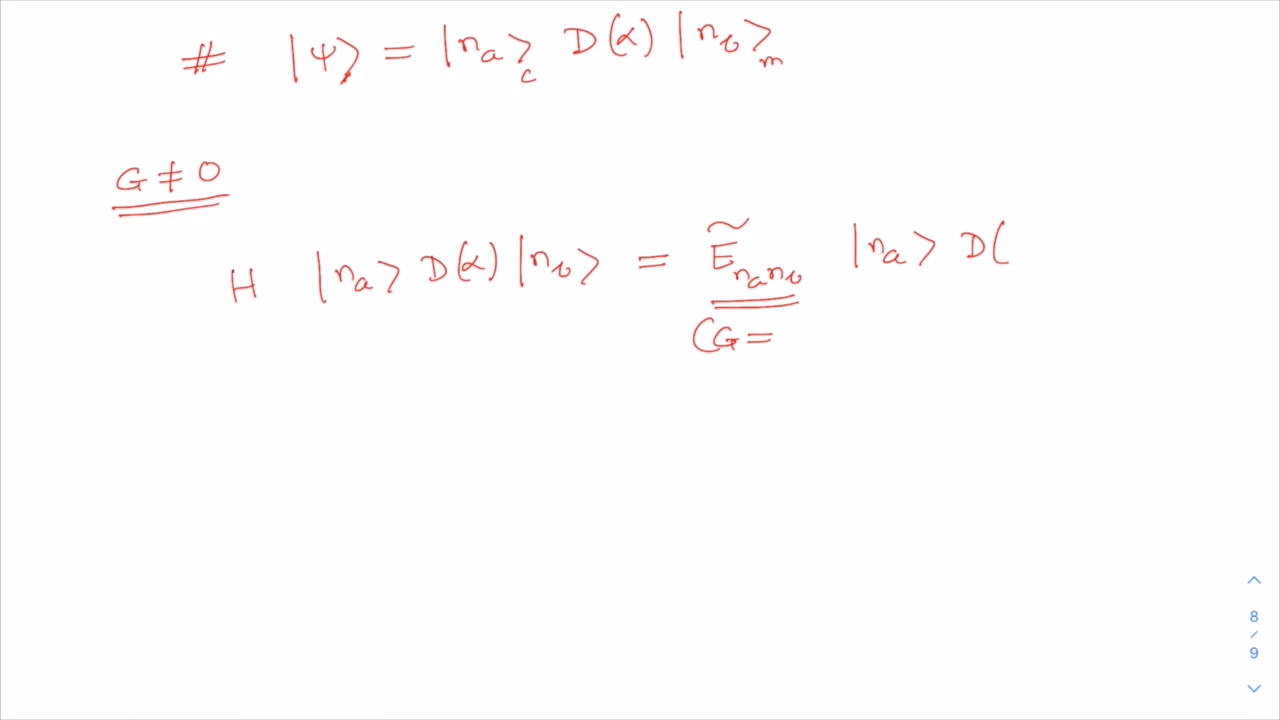 # |Ψ⟩ = |n_a⟩_c D(α) |n_b⟩_m
G ≠ 0
H |n_a⟩ D(α) |n_b⟩ = Ẽ_{n_a n_b} |n_a⟩ D(
(G =
8
/
9